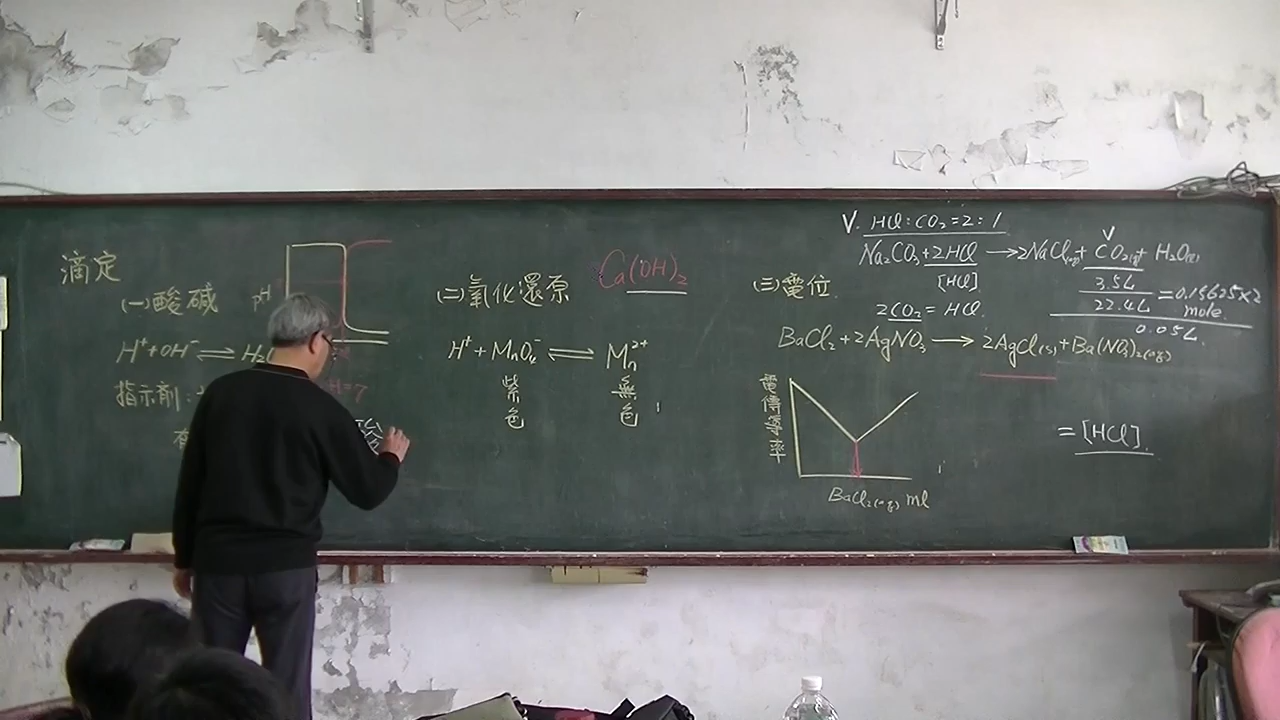 滴定
(一)酸碱
pH
H⁺+OH⁻⇌H₂
指示劑:
=7
酸
(二)氧化還原
Ca(OH)₂
H⁺+MnO₄⁻⇌Mn²⁺
紫色
無色
(三)電位
BaCl₂+2AgNO₃→2AgCl(s)+Ba(NO₃)₂(aq)
電傳導率
BaCl₂(aq) ml
V. HCl:CO₂=2:1
Na₂CO₃+2HCl→2NaCl(aq)+CO₂(g)+H₂O(l)
V
[HCl]
2CO₂=HCl.
3.5L
22.4L
=0.15625×2
mole.
0.05L
=[HCl].